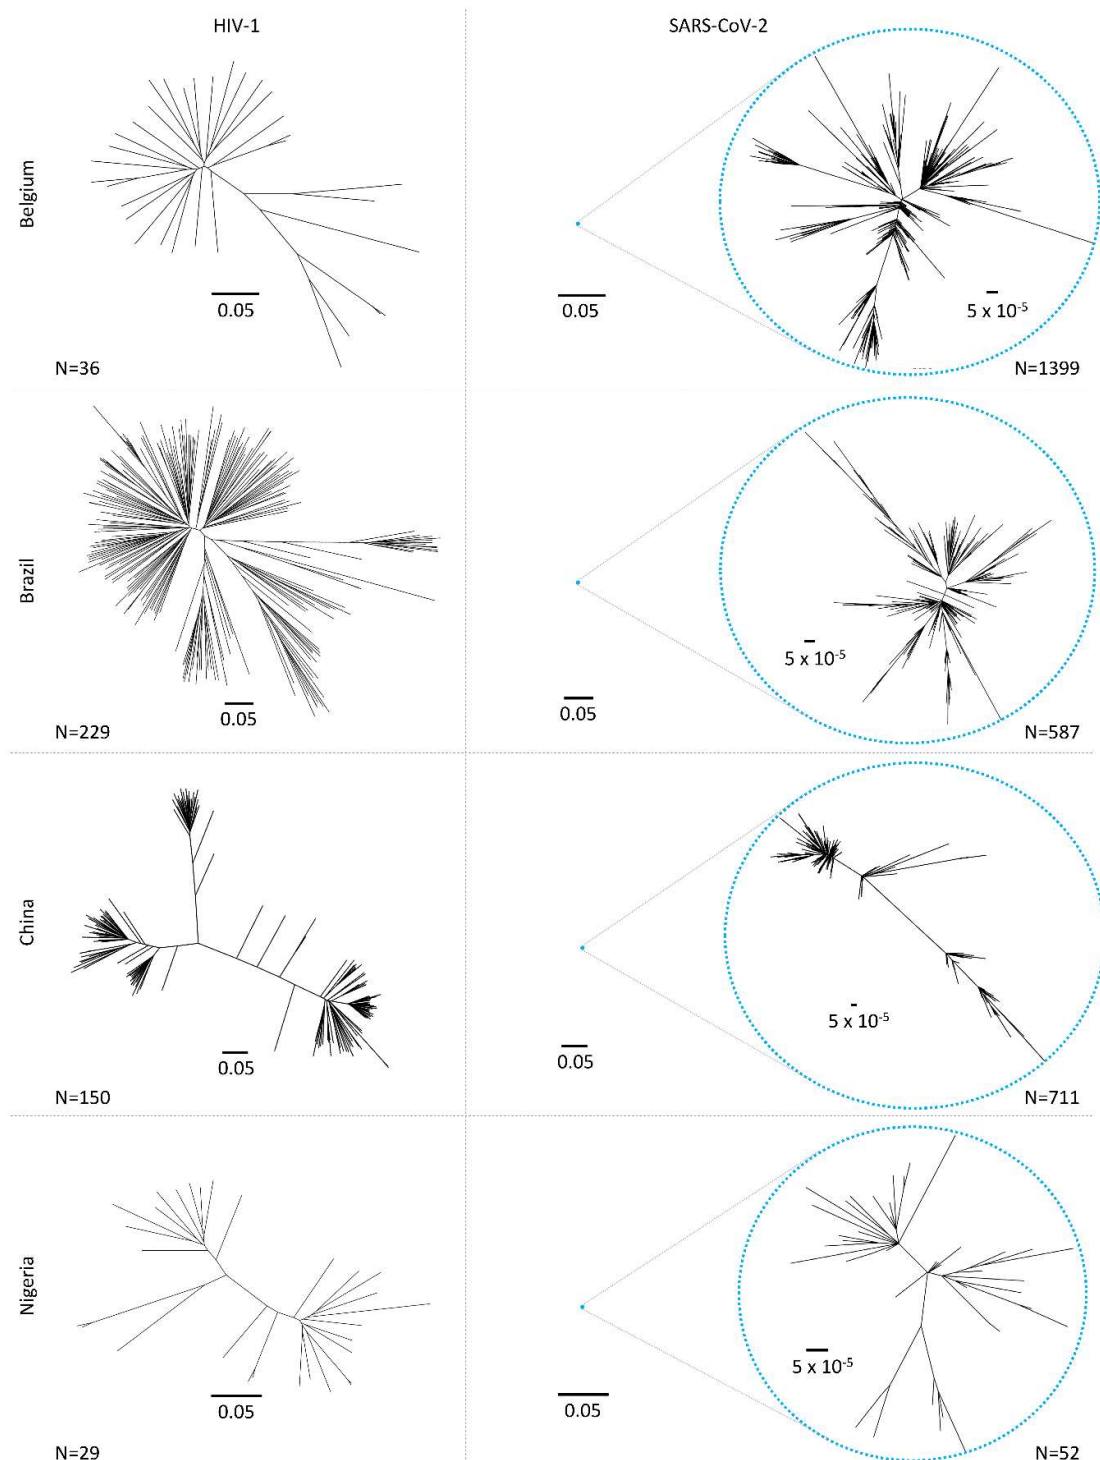 HIV-1
SARS-CoV-2
Belgium
0.05
0.05
5 x 10⁻⁵
N=36
N=1399
Brazil
0.05
0.05
5 x 10⁻⁵
N=229
N=587
China
0.05
0.05
5 x 10⁻⁵
N=150
N=711
Nigeria
0.05
0.05
5 x 10⁻⁵
N=29
N=52